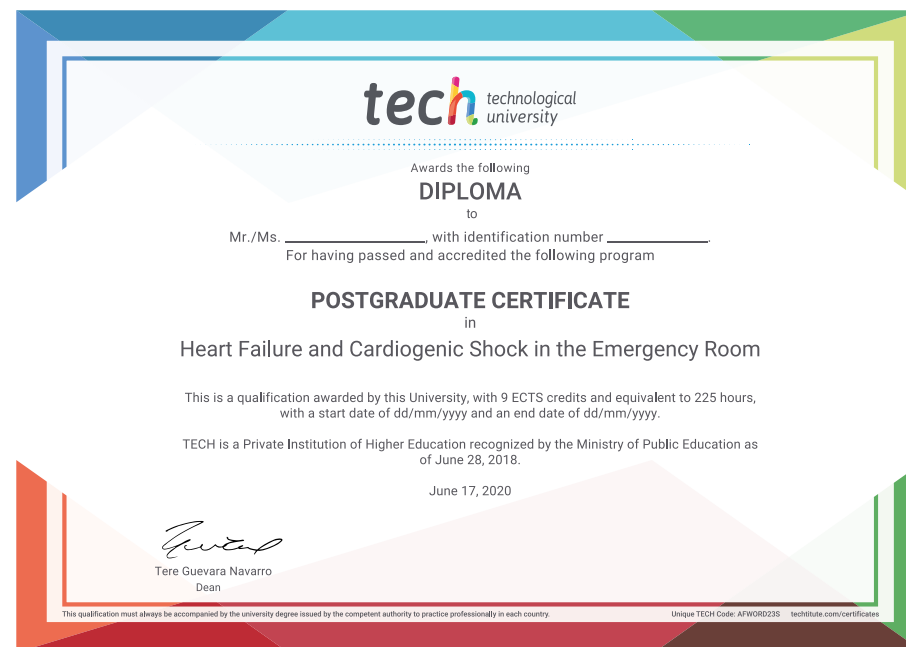 tech technological
university
Awards the following
DIPLOMA
to
Mr./Ms. ____________________, with identification number ______________.
For having passed and accredited the following program
POSTGRADUATE CERTIFICATE
in
Heart Failure and Cardiogenic Shock in the Emergency Room
This is a qualification awarded by this University, with 9 ECTS credits and equivalent to 225 hours,
with a start date of dd/mm/yyyy and an end date of dd/mm/yyyy.
TECH is a Private Institution of Higher Education recognized by the Ministry of Public Education as
of June 28, 2018.
June 17, 2020
Tere Guevara Navarro
Dean
This qualification must always be accompanied by the university degree issued by the competent authority to practice professionally in each country.
Unique TECH Code: AFWORD23S techtitute.com/certificates